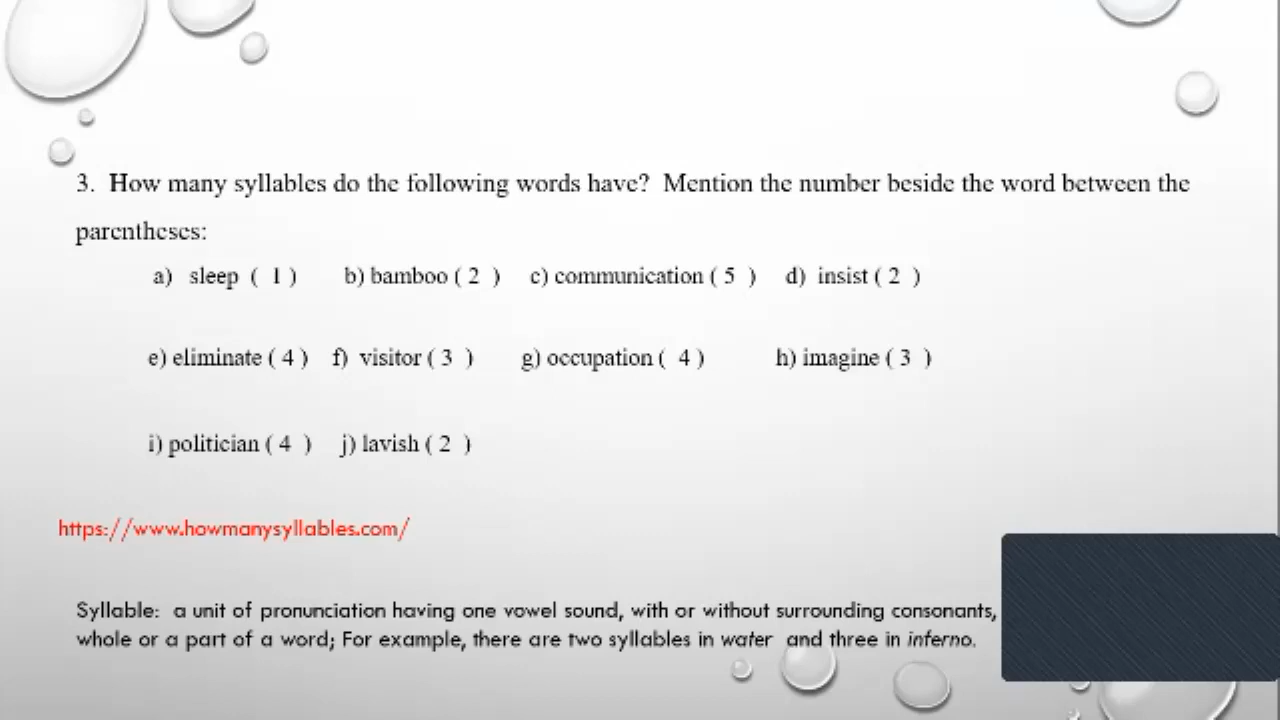 3. How many syllables do the following words have? Mention the number beside the word between the
parentheses:
a) sleep ( 1 ) b) bamboo ( 2 ) c) communication ( 5 ) d) insist ( 2 )
e) eliminate ( 4 ) f) visitor ( 3 ) g) occupation ( 4 ) h) imagine ( 3 )
i) politician ( 4 ) j) lavish ( 2 )
https://www.howmanysyllables.com/
Syllable: a unit of pronunciation having one vowel sound, with or without surrounding consonants,
whole or a part of a word; For example, there are two syllables in water and three in inferno.